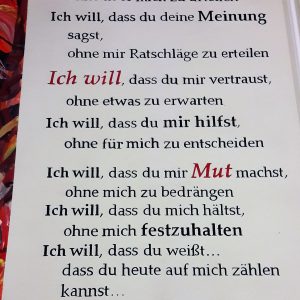 Ich will, dass du deine Meinung
sagst,
ohne mir Ratschläge zu erteilen
Ich will, dass du mir vertraust,
ohne etwas zu erwarten
Ich will, dass du mir hilfst,
ohne für mich zu entscheiden
Ich will, dass du mir Mut machst,
ohne mich zu bedrängen
Ich will, dass du mich hältst,
ohne mich festzuhalten
Ich will, dass du weißt...
dass du heute auf mich zählen
kannst...